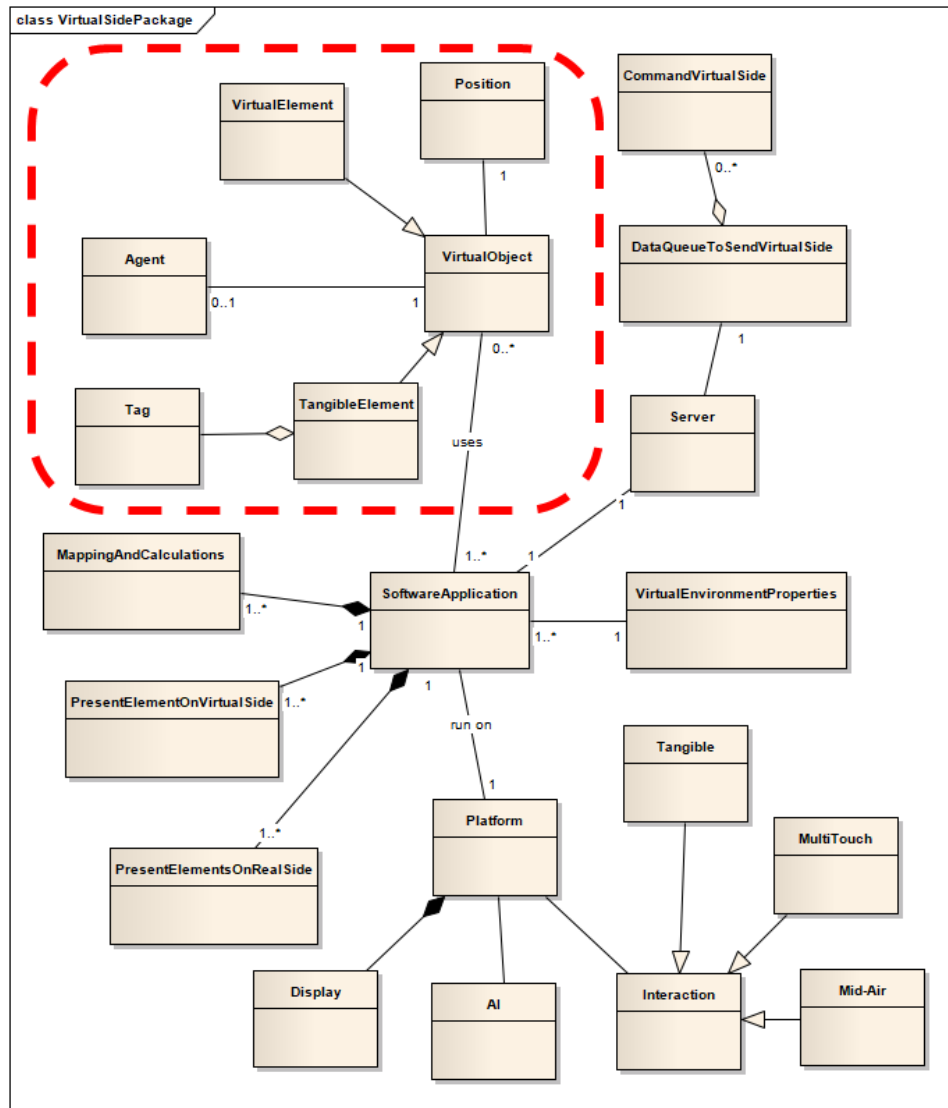 class VirtualSidePackage
Position
CommandVirtualSide
VirtualElement
1
0..*
Agent
VirtualObject
DataQueueToSendVirtualSide
0..1
1
1
0..*
Tag
TangibleElement
Server
uses
1
1..*
1
MappingAndCalculations
SoftwareApplication
VirtualEnvironmentProperties
1..*
1
1..*
1
1
1..*
1
PresentElementOnVirtualSide
run on
Tangible
1
1..*
Platform
MultiTouch
PresentElementsOnRealSide
Display
AI
Interaction
Mid-Air